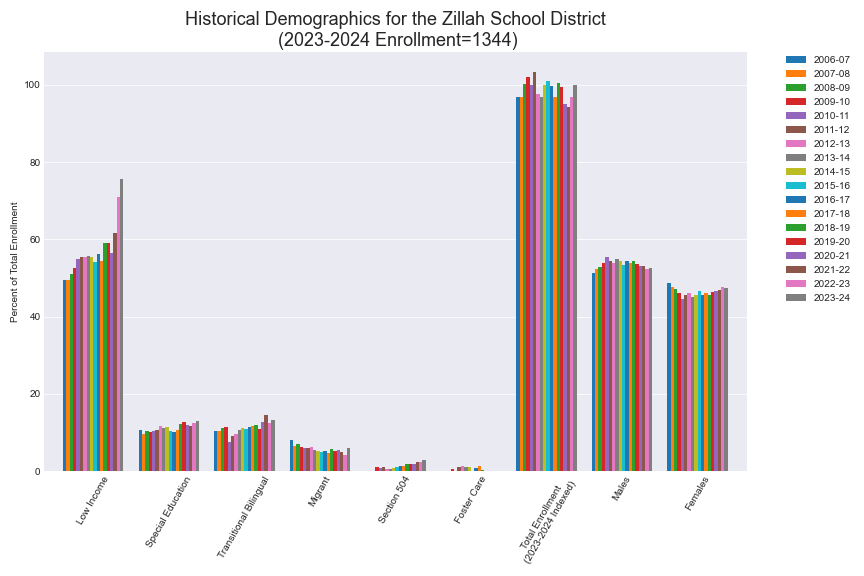 Historical Demographics for the Zillah School District
(2023-2024 Enrollment=1344)
Percent of Total Enrollment
100
80
60
40
20
0
Low Income
Special Education
Transitional Bilingual
Migrant
Section 504
Foster Care
Total Enrollment
(2023-2024 Indexed)
Males
Females
2006-07
2007-08
2008-09
2009-10
2010-11
2011-12
2012-13
2013-14
2014-15
2015-16
2016-17
2017-18
2018-19
2019-20
2020-21
2021-22
2022-23
2023-24